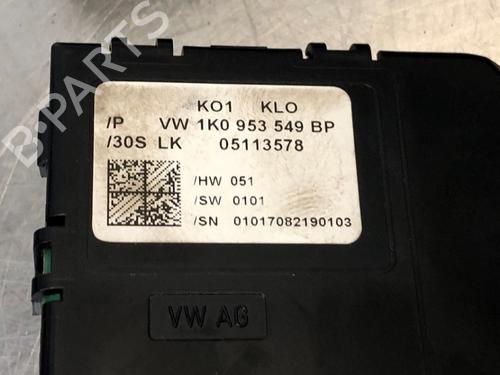 B-PARTS
KO1 KLO
/P VW 1K0 953 549 BP
/30S LK 05113578
/HW 051
/SW 0101
/SN 01017082190103
VW AG